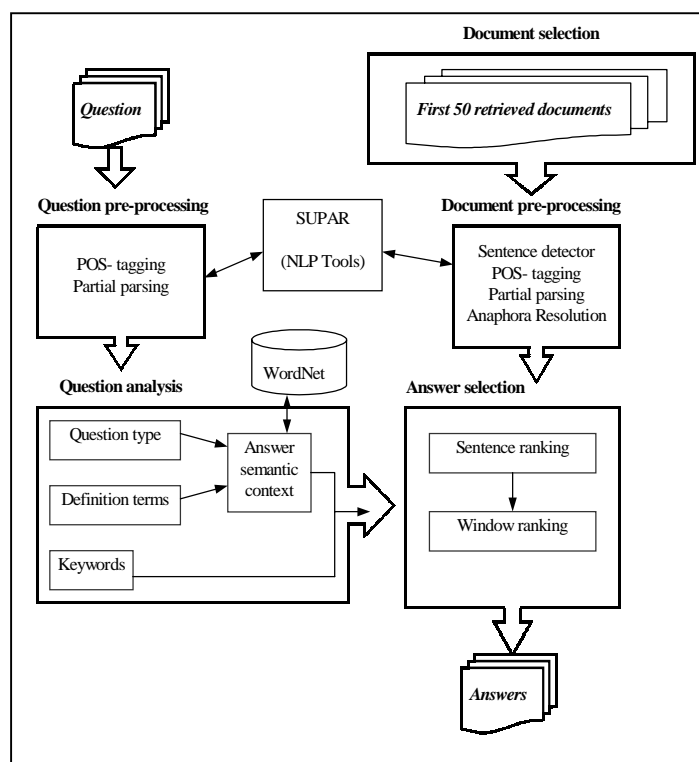 Document selection
Question
First 50 retrieved documents
Question pre-processing
SUPAR
(NLP Tools)
Document pre-processing
POS- tagging
Partial parsing
Sentence detector
POS- tagging
Partial parsing
Anaphora Resolution
WordNet
Question analysis
Answer selection
Question type
Answer
semantic
context
Definition terms
Keywords
Sentence ranking
Window ranking
Answers